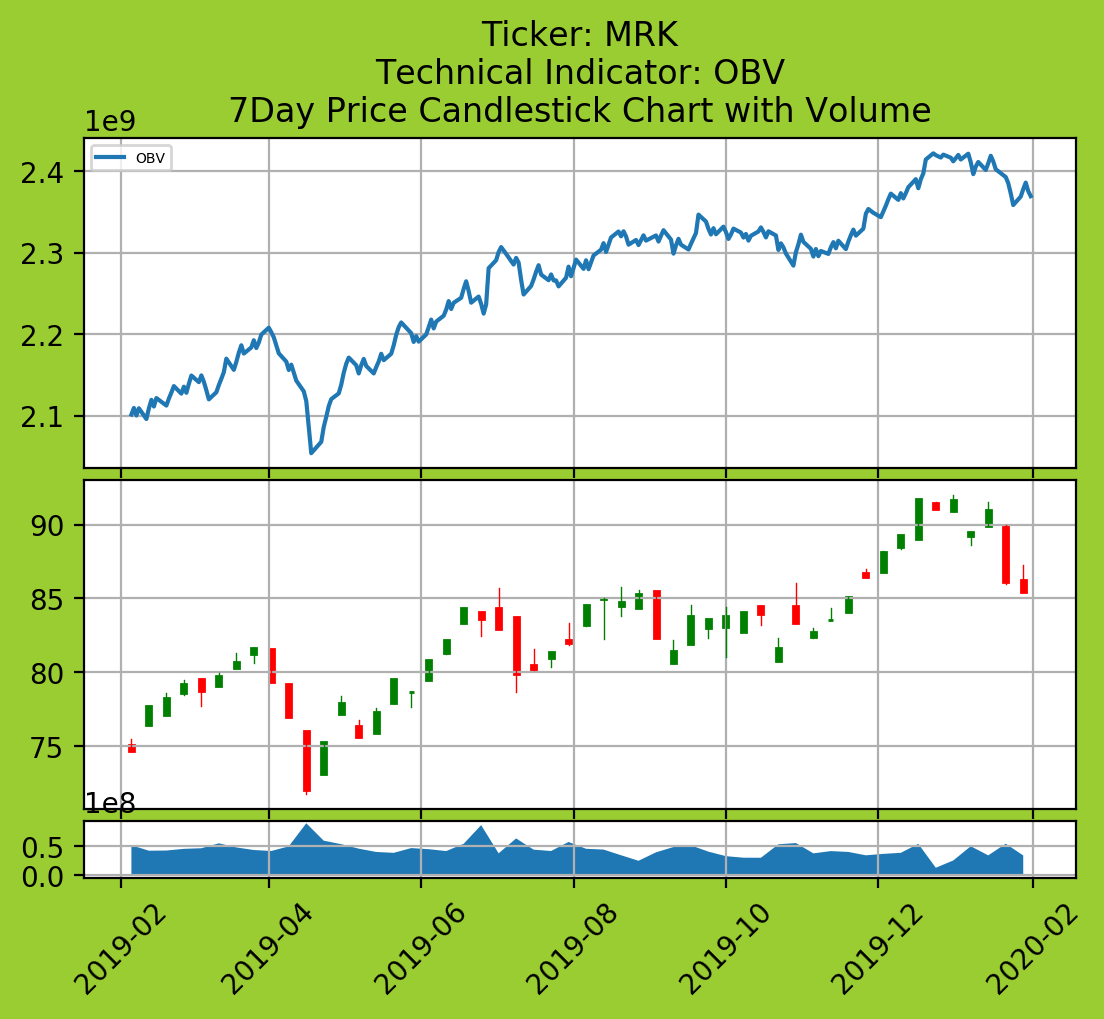 Ticker: MRK
Technical Indicator: OBV
7Day Price Candlestick Chart with Volume
1e9
OBV
2.4
2.3
2.2
2.1
90
85
80
75
1e8
0.5
0.0
2019-02
2019-04
2019-06
2019-08
2019-10
2019-12
2020-02